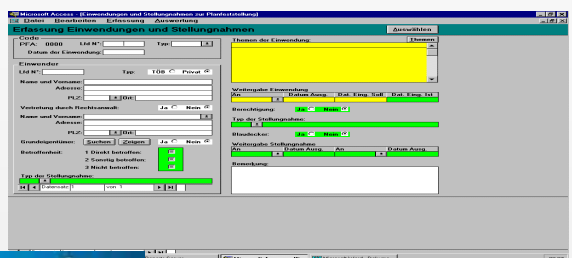 Microsoft Access - [Einwendungen und Stellungnahmen zur Planfeststellung]
Datei Bearbeiten Erfassung Auswertung
Erfassung Einwendungen und Stellungnahmen
Auswählen
Code
PFA: 0000 Lfd N°: Typ:
Datum der Einwendung:
Einwender
Lfd N°: Typ: TÖB Privat
Name und Vorname:
Adresse:
PLZ: Ort:
Vertretung durch Rechtsanwalt: Ja Nein
Name und Vorname:
Adresse:
PLZ: Ort:
Grundeigentümer: Suchen Zeigen Ja Nein
Betroffenheit: 1 Direkt betroffen:
2 Sonstig betroffen:
3 Nicht betroffen:
Typ der Stellungnahme:
Datensatz: 1 von 1
Themen der Einwendung: Themen
Weitergabe Einwendung
An Datum Ausg. Dat. Eing. Soll Dat. Eing. Ist
Berechtigung: Ja Nein
Typ der Stellungnahme:
Blaudecker: Ja Nein
Weitergabe Stellungnahme
An Datum Ausg. An Datum Ausg.
Bemerkung: